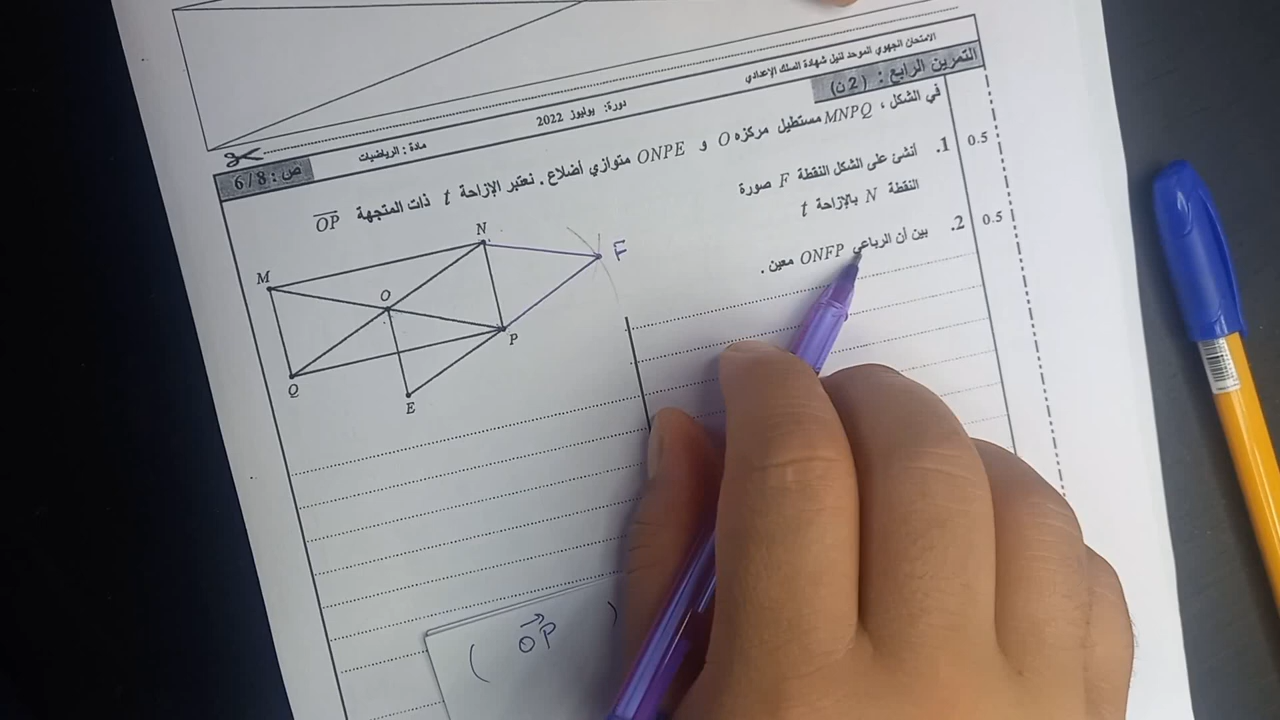 الامتحان الجهوي الموحد لنيل شهادة السلك الإعدادي
دورة: يوليوز 2022
مادة : الرياضيات
ص : 6/8
التمرين الرابع : (2 ن)
في الشكل ، MNPQ مستطيل مركزه O و ONPE متوازي أضلاع . نعتبر الإزاحة t ذات المتجهة OP
0.5
1. أنشئ على الشكل النقطة F صورة
النقطة N بالإزاحة t
0.5
2. بين أن الرباعي ONFP معين .
N
F
M
O
P
Q
E
( OP )